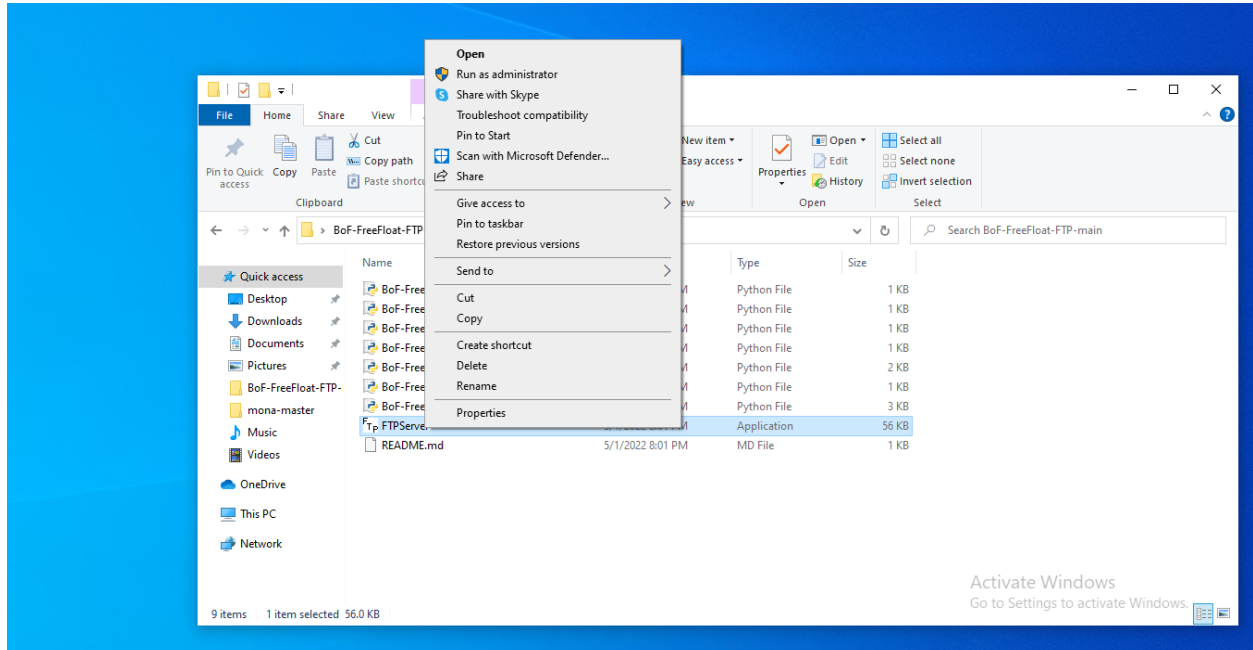 Open
Run as administrator
Share with Skype
Troubleshoot compatibility
Pin to Start
Scan with Microsoft Defender...
Share
Give access to
Pin to taskbar
Restore previous versions
Send to
Cut
Copy
Create shortcut
Delete
Rename
Properties
File Home Share View
Pin to Quick access
Copy
Paste
Cut
Copy path
Paste
Clipboard
New item
Easy access
Properties
Open
Edit
History
Open
Select all
Select none
Invert selection
Select
BoF-FreeFloat-FTP
Search BoF-FreeFloat-FTP-main
Quick access
Desktop
Downloads
Documents
Pictures
BoF-FreeFloat-FTP-
mona-master
Music
Videos
OneDrive
This PC
Network
Name Type Size
BoF-Free Python File 1 KB
BoF-Free Python File 1 KB
BoF-Free Python File 1 KB
BoF-Free Python File 1 KB
BoF-Free Python File 2 KB
BoF-Free Python File 1 KB
BoF-Free Python File 3 KB
FTP FTPServer Application 56 KB
README.md 5/1/2022 8:01 PM MD File 1 KB
9 items 1 item selected 56.0 KB
Activate Windows
Go to Settings to activate Windows.